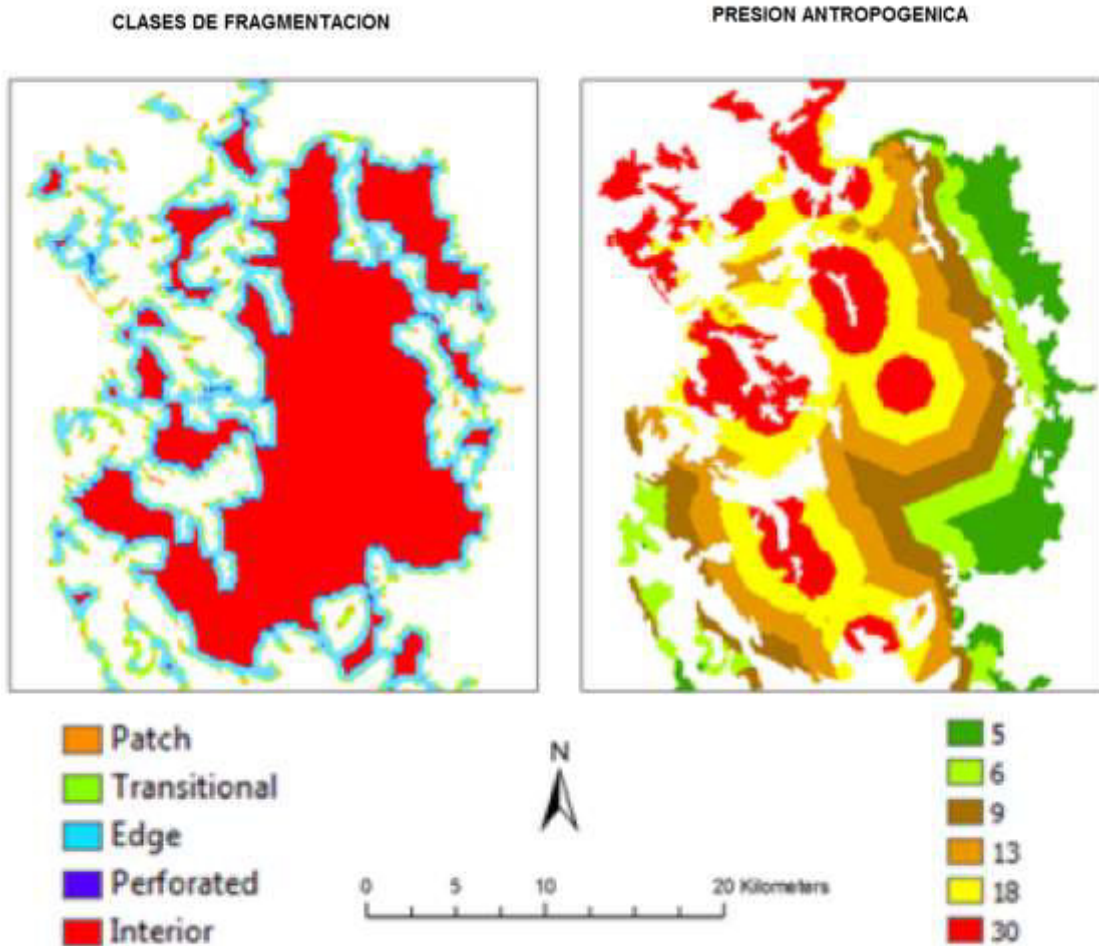 CLASES DE FRAGMENTACION
PRESION ANTROPOGENICA
Patch
Transitional
Edge
Perforated
Interior
N
0 5 10 20 Kilometers
5
6
9
13
18
30